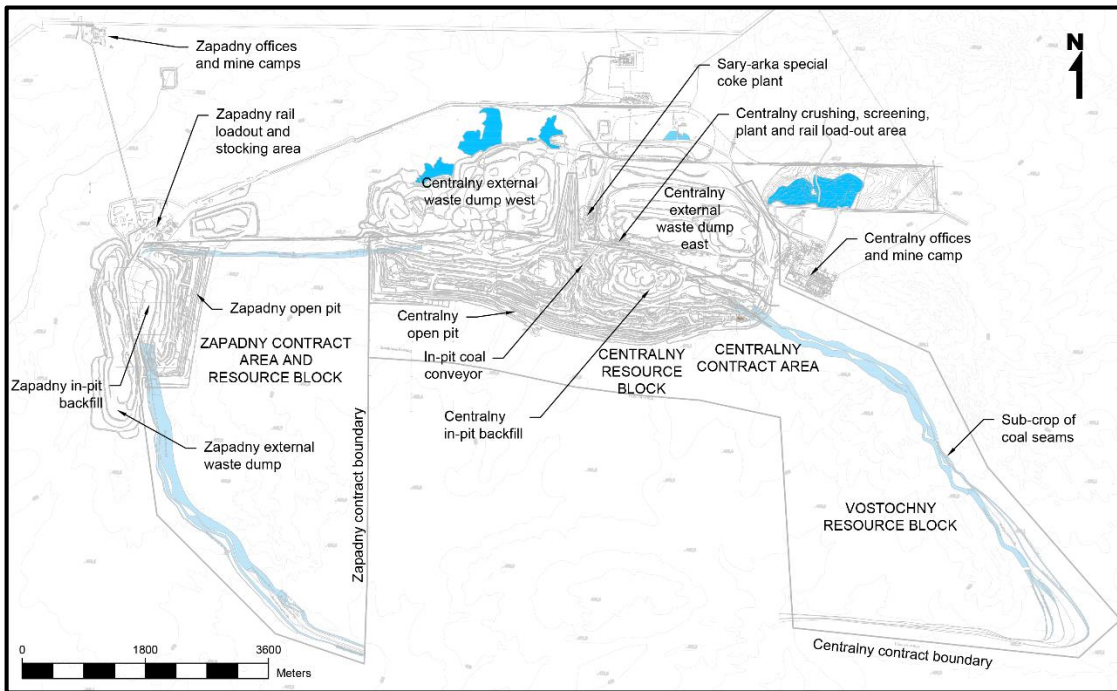 Zapadny offices
and mine camps
N
Sary-arka special
coke plant
Zapadny rail
loadout and
stocking area
Centralny crushing, screening,
plant and rail load-out area
Centralny external
waste dump west
Centralny
external
waste dump
east
Centralny offices
and mine camp
Zapadny open pit
Centralny
open pit
ZAPADNY CONTRACT
AREA AND
RESOURCE BLOCK
In-pit coal
conveyor
CENTRALNY
RESOURCE
BLOCK
CENTRALNY
CONTRACT AREA
Zapadny in-pit
backfill
Centralny
in-pit backfill
Sub-crop of
coal seams
Zapadny external
waste dump
Zapadny contract boundary
VOSTOCHNY
RESOURCE BLOCK
Centralny contract boundary
0 1800 3600
Meters